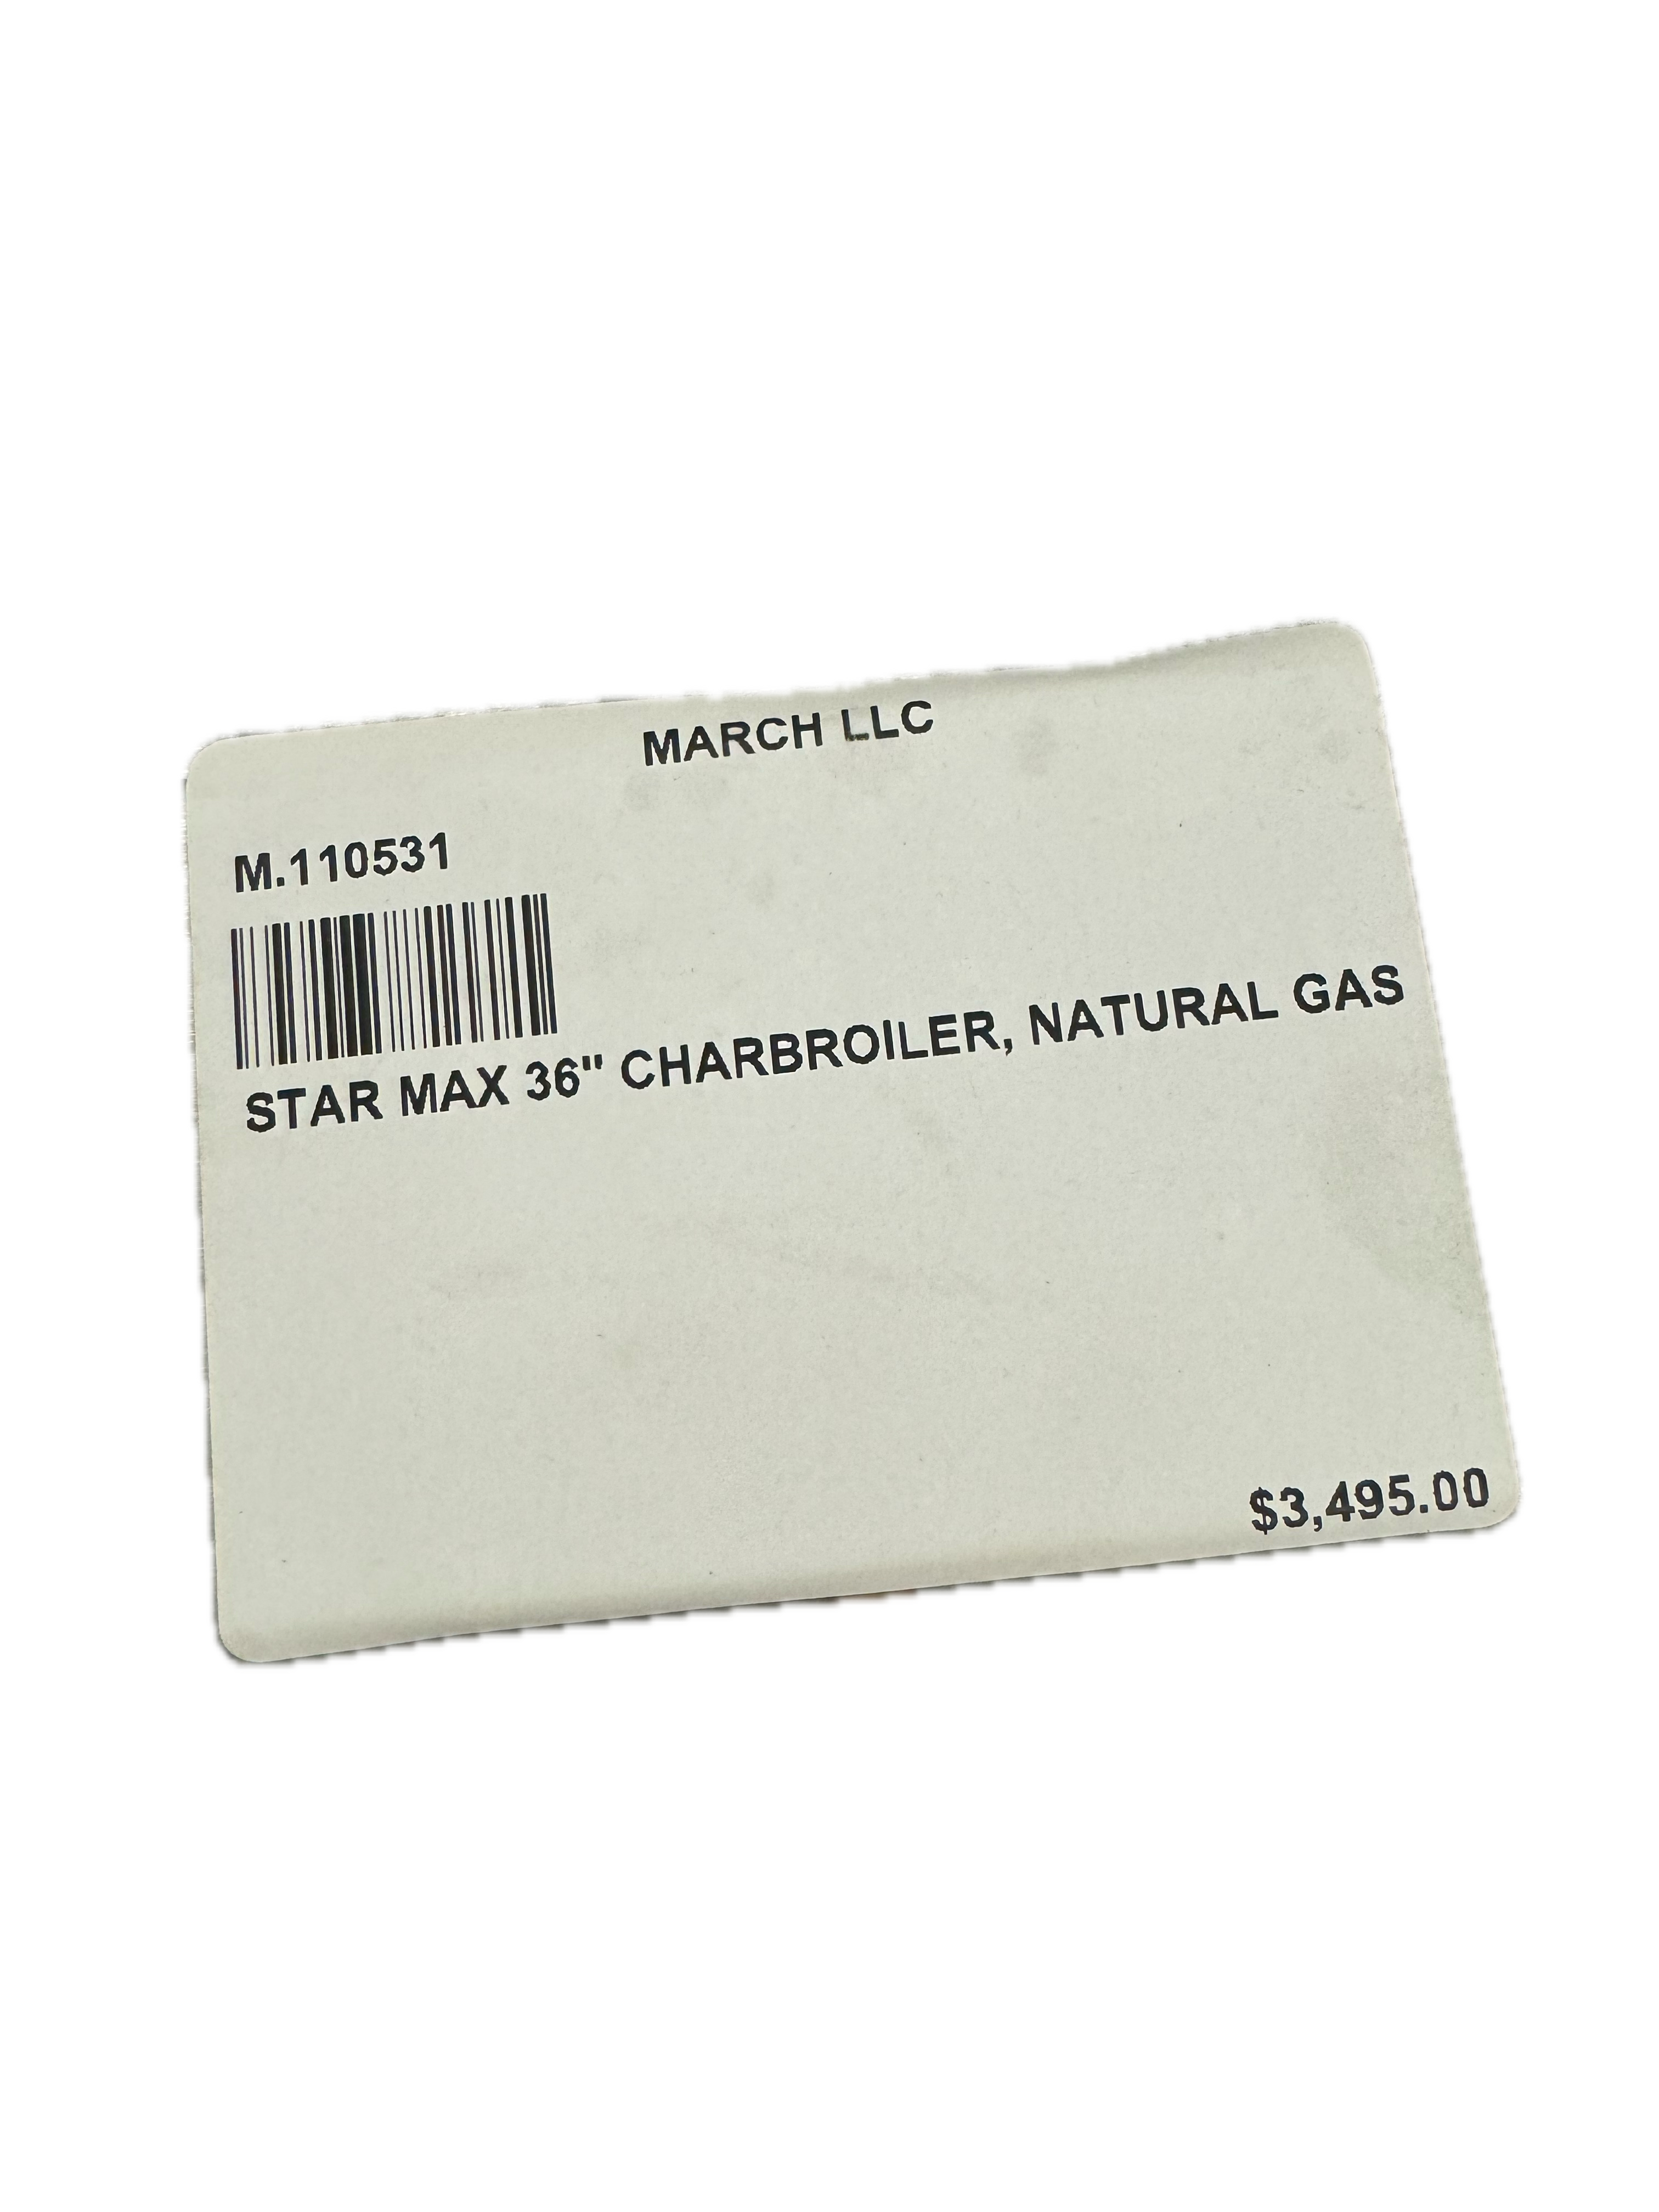 MARCH LLC
M.110531
STAR MAX 36" CHARBROILER, NATURAL GAS
$3,495.00